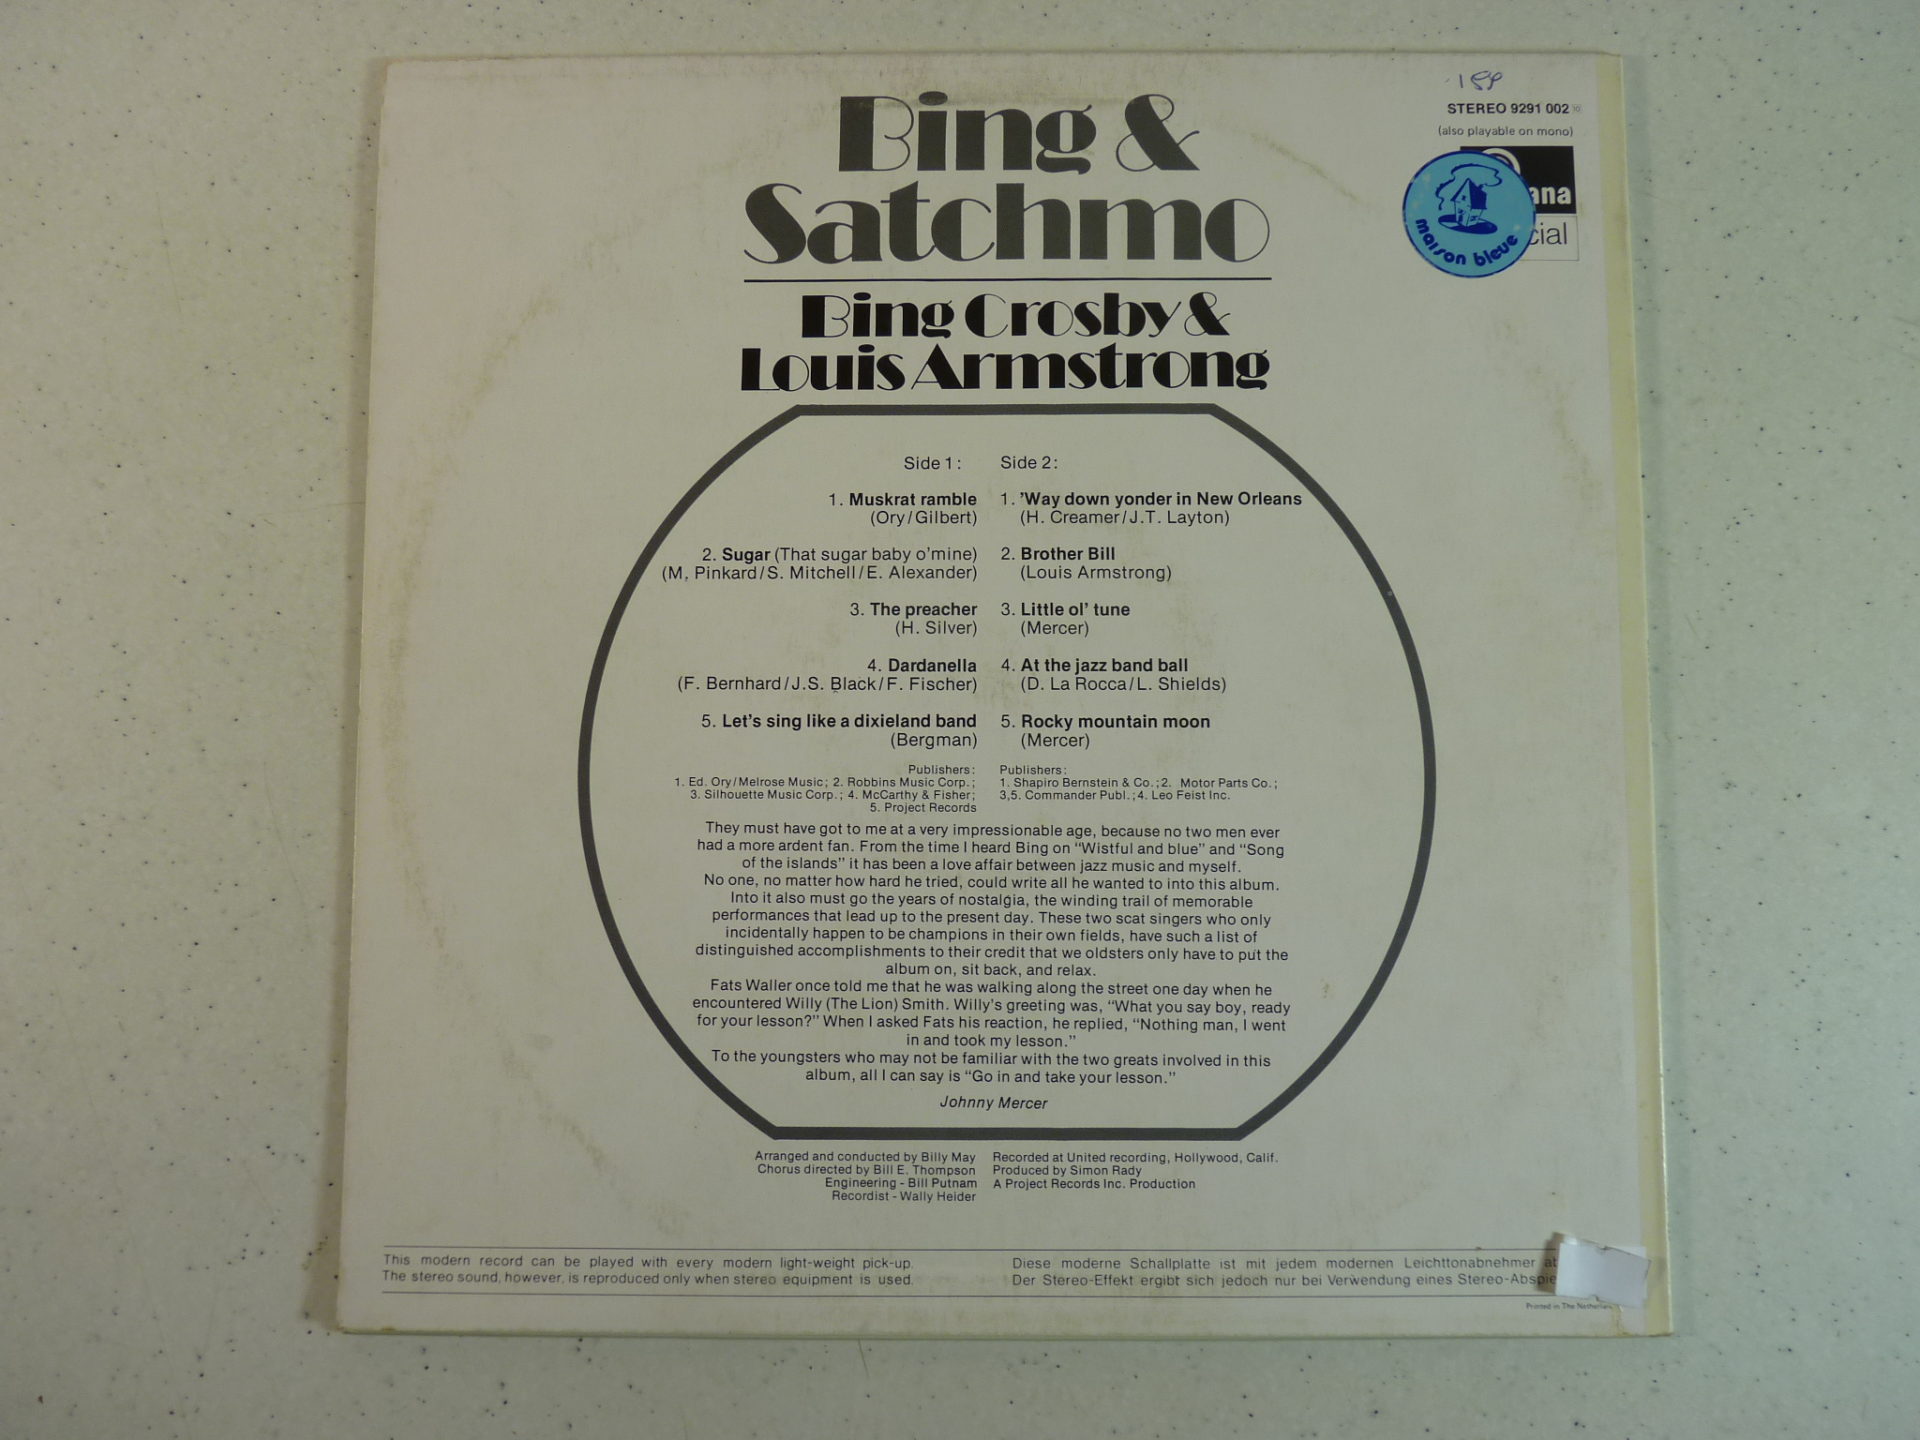 Bing &
Satchmo
Bing Crosby &
Louis Armstrong
STEREO 9291 002
(also playable on mono)
maison bleue
Side 1:
1. Muskrat ramble
(Ory/Gilbert)
2. Sugar (That sugar baby o'mine)
(M. Pinkard/S. Mitchell/E. Alexander)
3. The preacher
(H. Silver)
4. Dardanella
(F. Bernhard/J.S. Black/F. Fischer)
5. Let's sing like a dixieland band
(Bergman)
Publishers:
1. Ed. Ory/Melrose Music; 2. Robbins Music Corp.;
3. Silhouette Music Corp.; 4. McCarthy & Fisher;
5. Project Records
Side 2:
1. 'Way down yonder in New Orleans
(H. Creamer/J.T. Layton)
2. Brother Bill
(Louis Armstrong)
3. Little ol' tune
(Mercer)
4. At the jazz band ball
(D. La Rocca/L. Shields)
5. Rocky mountain moon
(Mercer)
Publishers:
1. Shapiro Bernstein & Co.; 2. Motor Parts Co.;
3,5. Commander Publ.; 4. Leo Feist Inc.
They must have got to me at a very impressionable age, because no two men ever
had a more ardent fan. From the time I heard Bing on "Wistful and blue" and "Song
of the islands" it has been a love affair between jazz music and myself.
No one, no matter how hard he tried, could write all he wanted to into this album.
Into it also must go the years of nostalgia, the winding trail of memorable
performances that lead up to the present day. These two scat singers who only
incidentally happen to be champions in their own fields, have such a list of
distinguished accomplishments to their credit that we oldsters only have to put the
album on, sit back, and relax.
Fats Waller once told me that he was walking along the street one day when he
encountered Willy (The Lion) Smith. Willy's greeting was, "What you say boy, ready
for your lesson?" When I asked Fats his reaction, he replied, "Nothing man, I went
in and took my lesson."
To the youngsters who may not be familiar with the two greats involved in this
album, all I can say is "Go in and take your lesson."
Johnny Mercer
Arranged and conducted by Billy May
Chorus directed by Bill E. Thompson
Engineering - Bill Putnam
Recordist - Wally Heider
Recorded at United recording, Hollywood, Calif.
Produced by Simon Rady
A Project Records Inc. Production
This modern record can be played with every modern light-weight pick-up.
The stereo sound, however, is reproduced only when stereo equipment is used.
Diese moderne Schallplatte ist mit jedem modernen Leichttonabnehmer
Der Stereo-Effekt ergibt sich jedoch nur bei Verwendung eines
Printed in The